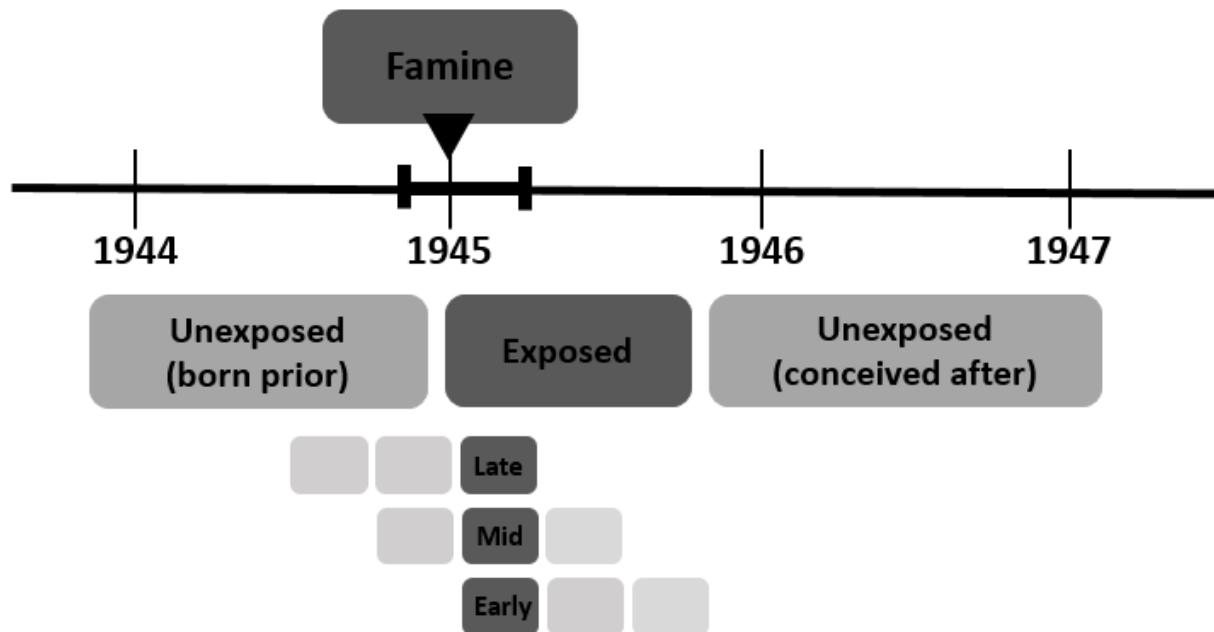 Famine
1944 1945 1946 1947
Unexposed
(born prior)
Exposed
Unexposed
(conceived after)
Late
Mid
Early